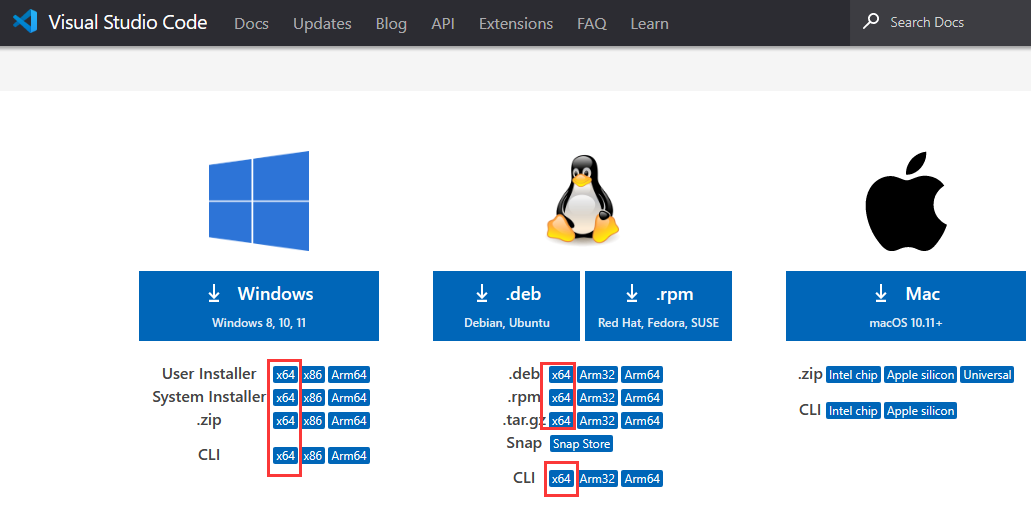 Visual Studio Code Docs Updates Blog API Extensions FAQ Learn Search Docs
Windows
Windows 8, 10, 11
.deb
Debian, Ubuntu
.rpm
Red Hat, Fedora, SUSE
Mac
macOS 10.11+
User Installer x64 x86 Arm64
System Installer x64 x86 Arm64
.zip x64 x86 Arm64
CLI x64 x86 Arm64
.deb x64 Arm32 Arm64
.rpm x64 Arm32 Arm64
.tar.gz x64 Arm32 Arm64
Snap Snap Store
CLI x64 Arm32 Arm64
.zip Intel chip Apple silicon Universal
CLI Intel chip Apple silicon